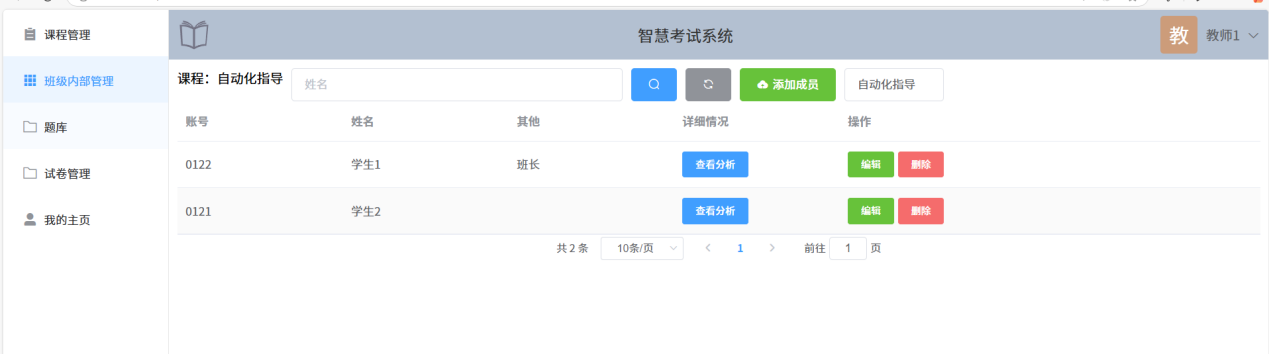 课程管理
班级内部管理
题库
试卷管理
我的主页
智慧考试系统
教 教师1
课程：自动化指导 姓名 添加成员 自动化指导
账号 姓名 其他 详细情况 操作
0122 学生1 班长 查看分析 编辑 删除
0121 学生2 查看分析 编辑 删除
共 2 条 10条/页 1 前往 1 页